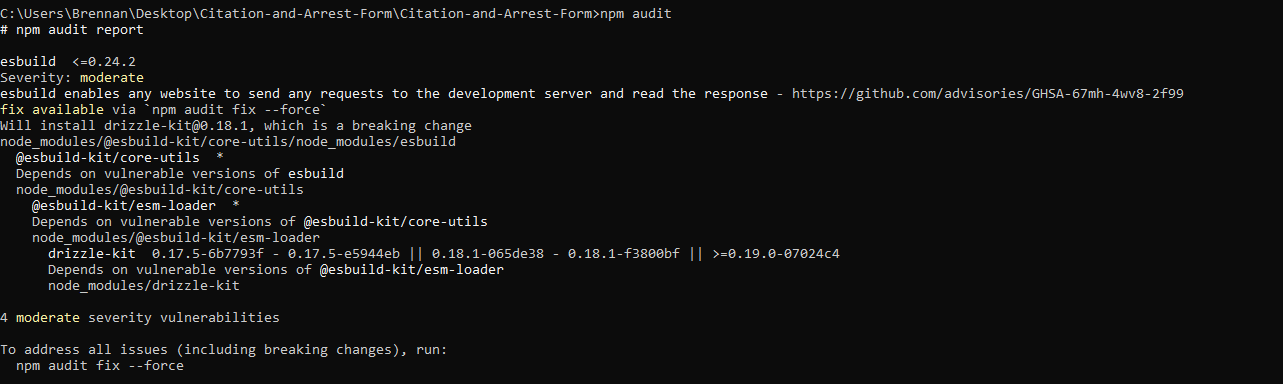 C:\Users\Brennan\Desktop\Citation-and-Arrest-Form\Citation-and-Arrest-Form>npm audit
# npm audit report
esbuild  <=0.24.2
Severity: moderate
esbuild enables any website to send any requests to the development server and read the response - https://github.com/advisories/GHSA-67mh-4wv8-2f99
fix available via `npm audit fix --force`
Will install drizzle-kit@0.18.1, which is a breaking change
node_modules/@esbuild-kit/core-utils/node_modules/esbuild
  @esbuild-kit/core-utils  *
  Depends on vulnerable versions of esbuild
  node_modules/@esbuild-kit/core-utils
    @esbuild-kit/esm-loader  *
    Depends on vulnerable versions of @esbuild-kit/core-utils
    node_modules/@esbuild-kit/esm-loader
      drizzle-kit  0.17.5-6b7793f - 0.17.5-e5944eb || 0.18.1-065de38 - 0.18.1-f3800bf || >=0.19.0-07024c4
      Depends on vulnerable versions of @esbuild-kit/esm-loader
      node_modules/drizzle-kit
4 moderate severity vulnerabilities
To address all issues (including breaking changes), run:
  npm audit fix --force